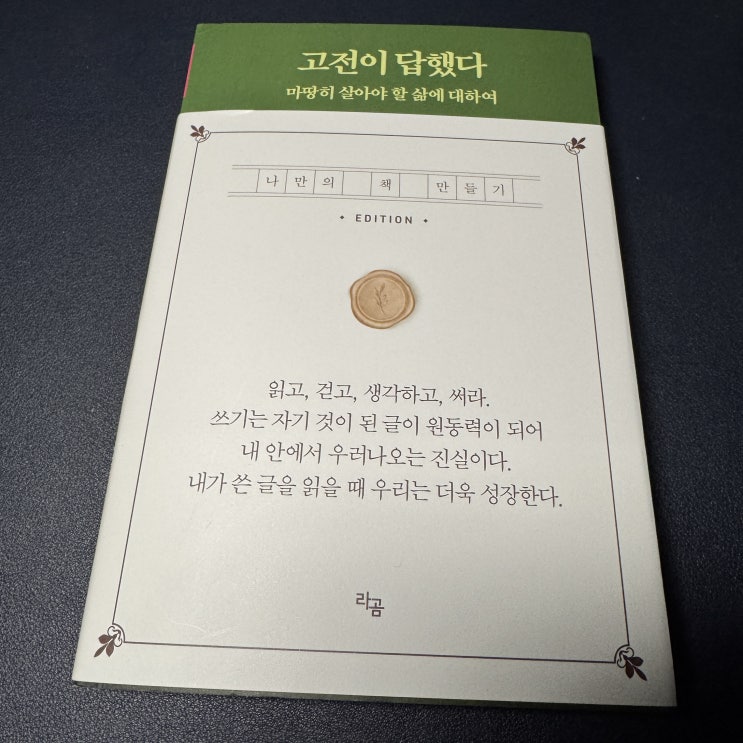 고전이 답했다
마땅히 살아야 할 삶에 대하여
나만의 책 만들기
EDITION
읽고, 걷고, 생각하고, 써라.
쓰기는 자기 것이 된 글이 원동력이 되어
내 안에서 우러나오는 진실이다.
내가 쓴 글을 읽을 때 우리는 더욱 성장한다.
라곰